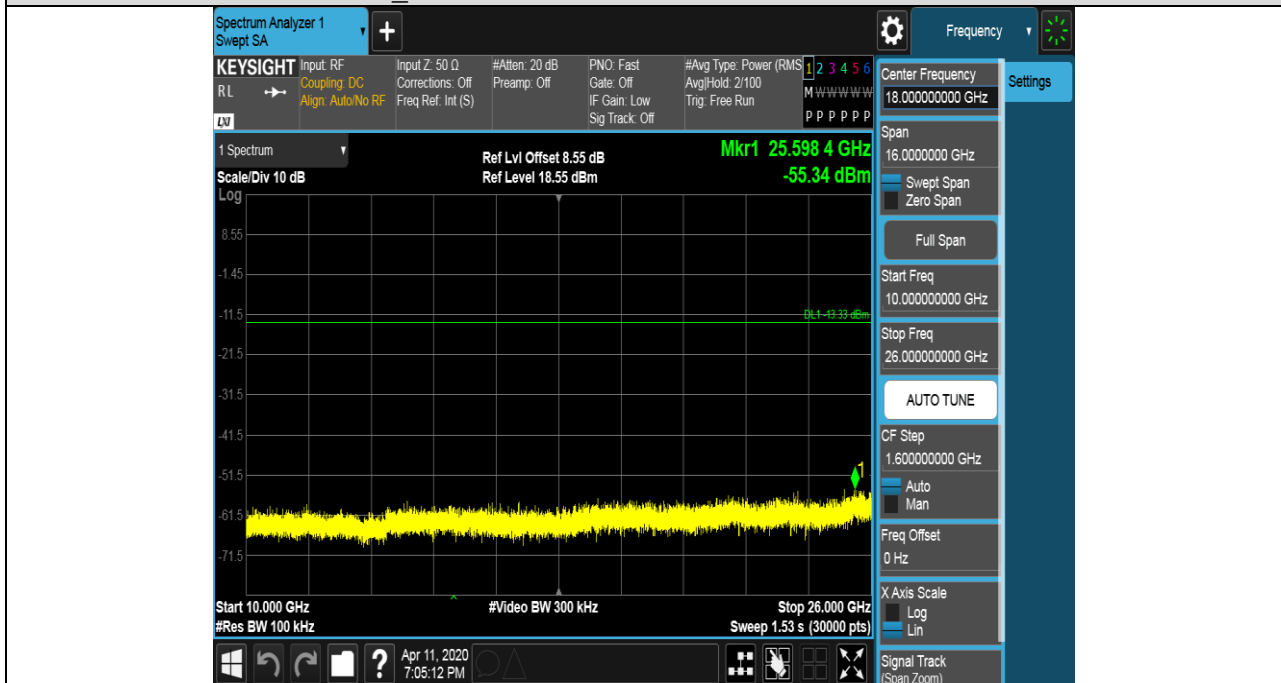 Spectrum Analyzer 1
Swept SA
+
Frequency
KEYSIGHT
RL
LXI
Input: RF
Coupling: DC
Align: Auto/No RF
Input Z: 50 Ω
Corrections: Off
Freq Ref: Int (S)
#Atten: 20 dB
Preamp: Off
PNO: Fast
Gate: Off
IF Gain: Low
Sig Track: Off
#Avg Type: Power (RMS
Avg|Hold: 2/100
Trig: Free Run
1 2 3 4 5 6
M W W W W W
P P P P P P
1 Spectrum
Scale/Div 10 dB
Ref Lvl Offset 8.55 dB
Ref Level 18.55 dBm
Mkr1 25.598 4 GHz
-55.34 dBm
Log
8.55
-1.45
-11.5
-21.5
-31.5
-41.5
-51.5
-61.5
-71.5
DL1 -13.33 dBm
1
Start 10.000 GHz
#Res BW 100 kHz
#Video BW 300 kHz
Stop 26.000 GHz
Sweep 1.53 s (30000 pts)
?
Apr 11, 2020
7:05:12 PM
Center Frequency
18.000000000 GHz
Span
16.0000000 GHz
Swept Span
Zero Span
Full Span
Start Freq
10.000000000 GHz
Stop Freq
26.000000000 GHz
AUTO TUNE
CF Step
1.600000000 GHz
Auto
Man
Freq Offset
0 Hz
X Axis Scale
Log
Lin
Signal Track
(Span Zoom)
Settings